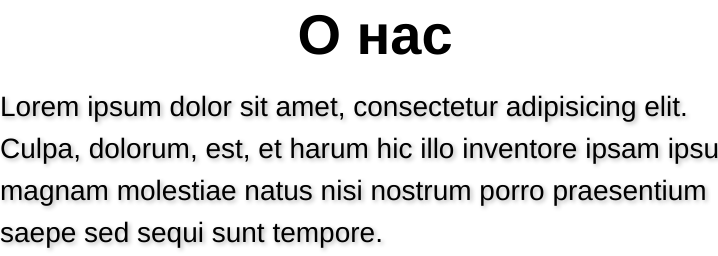 О нас
Lorem ipsum dolor sit amet, consectetur adipisicing elit.
Culpa, dolorum, est, et harum hic illo inventore ipsam ipsu
magnam molestiae natus nisi nostrum porro praesentium
saepe sed sequi sunt tempore.